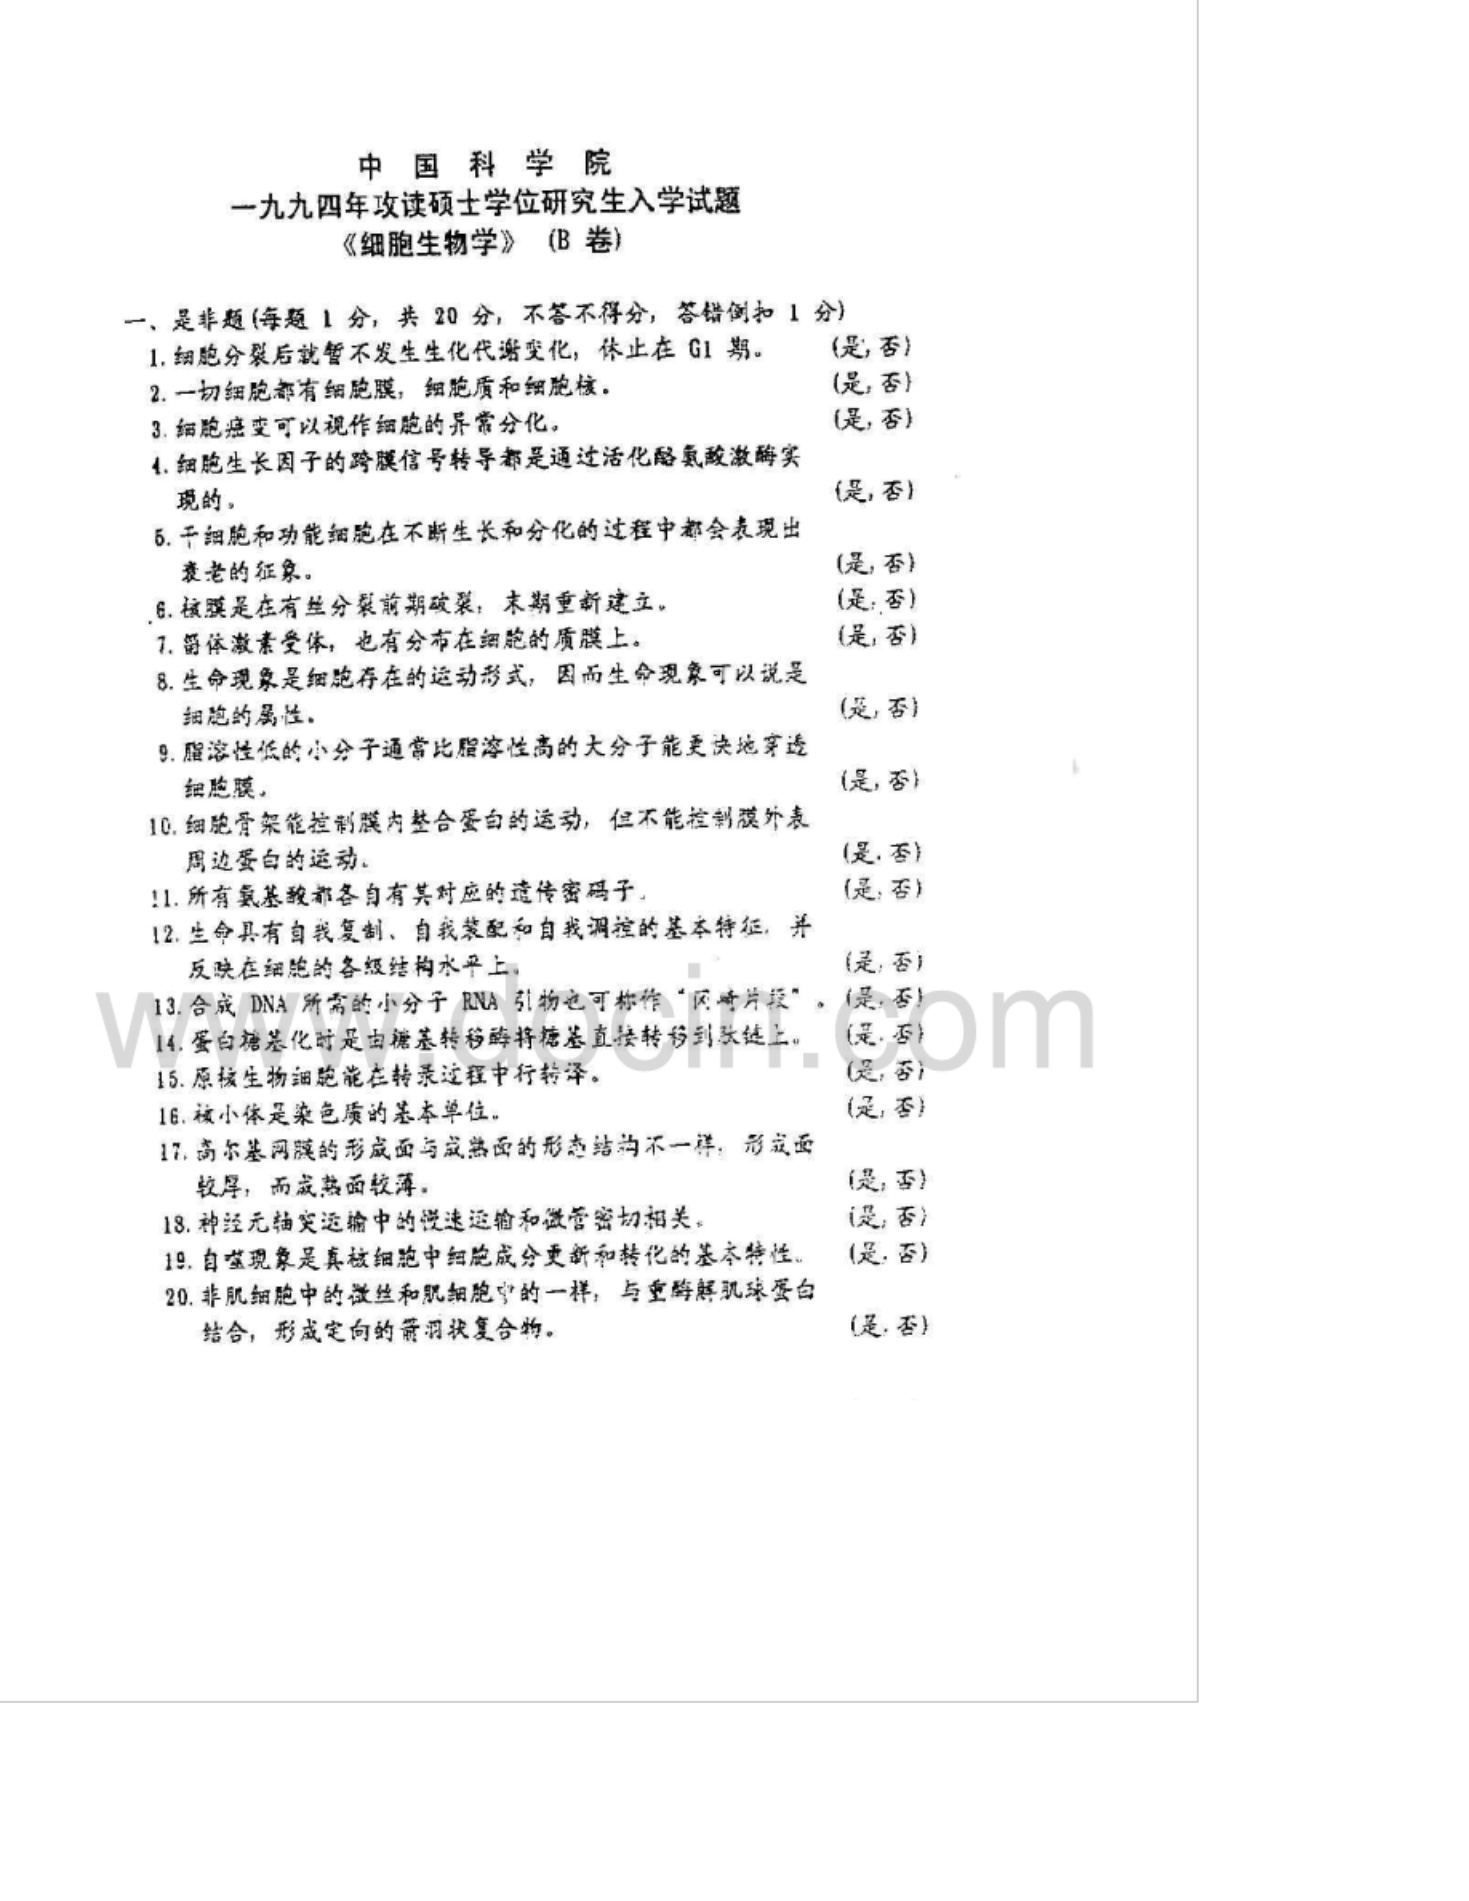 中 国 科 学 院
一九九四年攻读硕士学位研究生入学试题
《细胞生物学》 (B 卷)
一、是非题(每题 1 分, 共 20 分, 不答不得分, 答错倒扣 1 分)
1. 细胞分裂后就暂不发生生化代谢变化, 休止在 G1 期。 (是, 否)
2. 一切细胞都有细胞膜, 细胞质和细胞核。 (是, 否)
3. 细胞癌变可以视作细胞的异常分化。 (是, 否)
4. 细胞生长因子的跨膜信号转导都是通过活化酪氨酸激酶实
现的。 (是, 否)
5. 干细胞和功能细胞在不断生长和分化的过程中都会表现出
衰老的征象。 (是, 否)
6. 核膜是在有丝分裂前期破裂, 末期重新建立。 (是, 否)
7. 甾体激素受体, 也有分布在细胞的质膜上。 (是, 否)
8. 生命现象是细胞存在的运动形式, 因而生命现象可以说是
细胞的属性。 (是, 否)
9. 脂溶性低的小分子通常比脂溶性高的大分子能更快地穿透
细胞膜。 (是, 否)
10. 细胞骨架能控制膜内整合蛋白的运动, 但不能控制膜外表
周边蛋白的运动。 (是, 否)
11. 所有氨基酸都各自有其对应的遗传密码子。 (是, 否)
12. 生命具有自我复制、自我装配和自我调控的基本特征, 并
反映在细胞的各级结构水平上。 (是, 否)
13. 合成 DNA 所需的小分子 RNA 引物也可称作“冈崎片段”。 (是, 否)
14. 蛋白糖基化时是由糖基转移酶将糖基直接转移到肽链上。 (是, 否)
15. 原核生物细胞能在转录过程中行转译。 (是, 否)
16. 核小体是染色质的基本单位。 (是, 否)
17. 高尔基网膜的形成面与成熟面的形态结构不一样, 形成面
较厚, 而成熟面较薄。 (是, 否)
18. 神经元轴突运输中的慢速运输和微管密切相关。 (是, 否)
19. 自噬现象是真核细胞中细胞成分更新和转化的基本特性。 (是, 否)
20. 非肌细胞中的微丝和肌细胞中的一样, 与重酶解肌球蛋白
结合, 形成定向的箭羽状复合物。 (是, 否)
www.docin.com